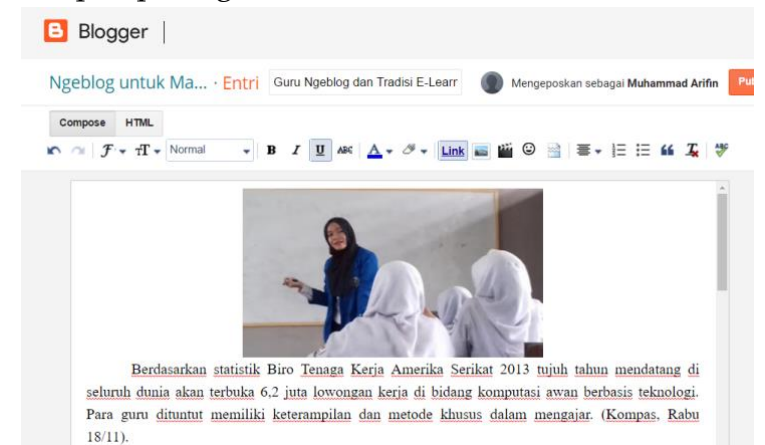 Blogger
Ngeblog untuk Ma... · Entri Guru Ngeblog dan Tradisi E-Learr Mengeposkan sebagai Muhammad Arifin
Compose HTML
Normal B I U ABC A Link
Berdasarkan statistik Biro Tenaga Kerja Amerika Serikat 2013 tujuh tahun mendatang di
seluruh dunia akan terbuka 6,2 juta lowongan kerja di bidang komputasi awan berbasis teknologi.
Para guru dituntut memiliki keterampilan dan metode khusus dalam mengajar. (Kompas, Rabu
18/11).